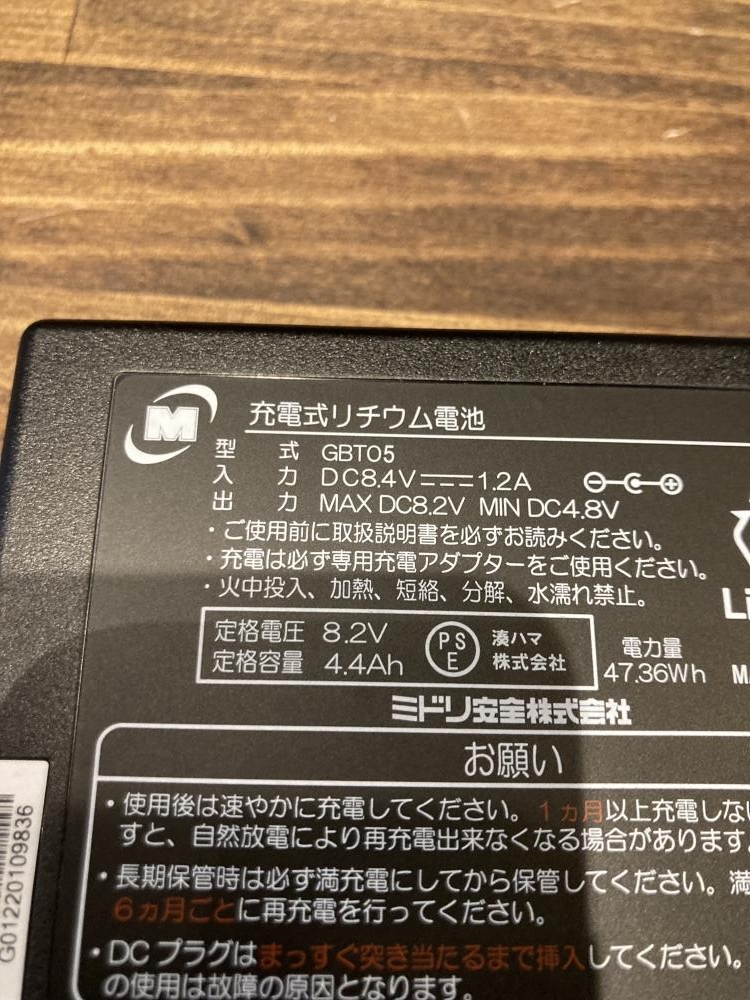 M
充電式リチウム電池
型 式 GBT05
入 力 DC8.4V⎓1.2A
出 力 MAX DC8.2V MIN DC4.8V
・ご使用前に取扱説明書を必ずお読みください。
・充電は必ず専用充電アダプターをご使用ください。
・火中投入、加熱、短絡、分解、水濡れ禁止。
Li
定格電圧 8.2V
定格容量 4.4Ah
PSE
湊ハマ
株式会社
電力量
47.36Wh
ミドリ安全株式会社
お願い
・使用後は速やかに充電してください。1ヵ月以上充電しない
すと、自然放電により再充電出来なくなる場合があります。
・長期保管時は必ず満充電にしてから保管してください。満
6ヵ月ごとに再充電を行ってください。
・DCプラグはまっすぐ突き当たるまで挿入してください。
の使用は故障の原因となります。
G01220109836